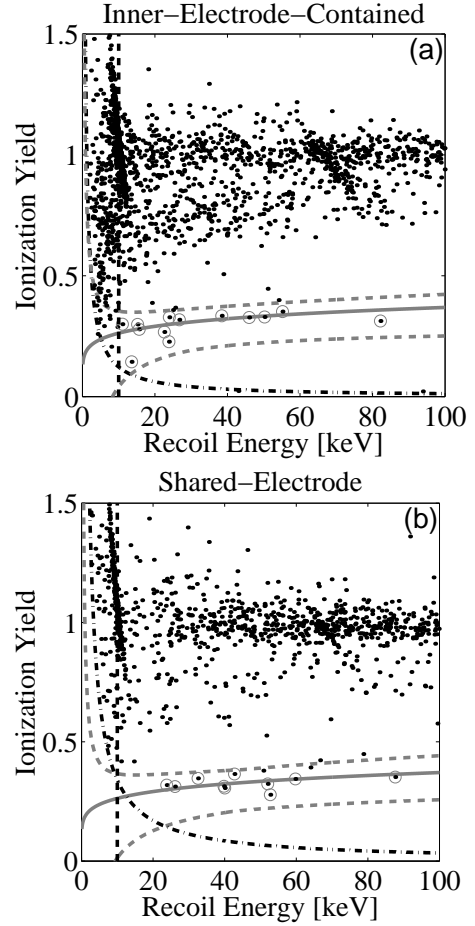 Inner−Electrode−Contained
(a)
1.5
1
0.5
0
Ionization Yield
0 20 40 60 80 100
Recoil Energy [keV]
Shared−Electrode
(b)
1.5
1
0.5
0
Ionization Yield
0 20 40 60 80 100
Recoil Energy [keV]